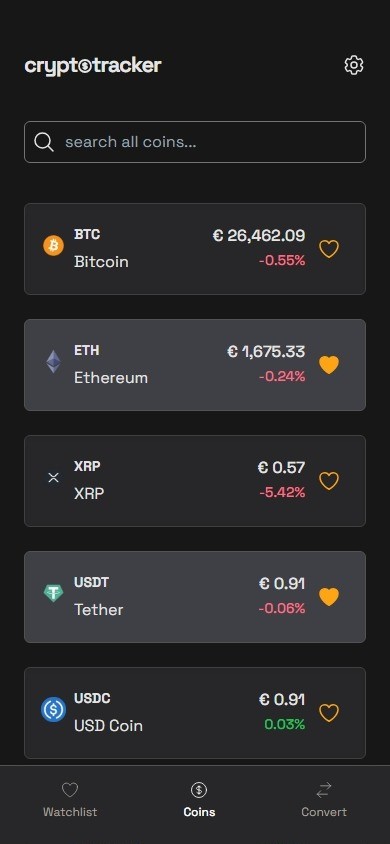 cryptotracker
search all coins...
BTC
€ 26,462.09
Bitcoin
-0.55%
ETH
€ 1,675.33
Ethereum
-0.24%
XRP
€ 0.57
XRP
-5.42%
USDT
€ 0.91
Tether
-0.06%
USDC
€ 0.91
USD Coin
0.03%
Watchlist Coins Convert